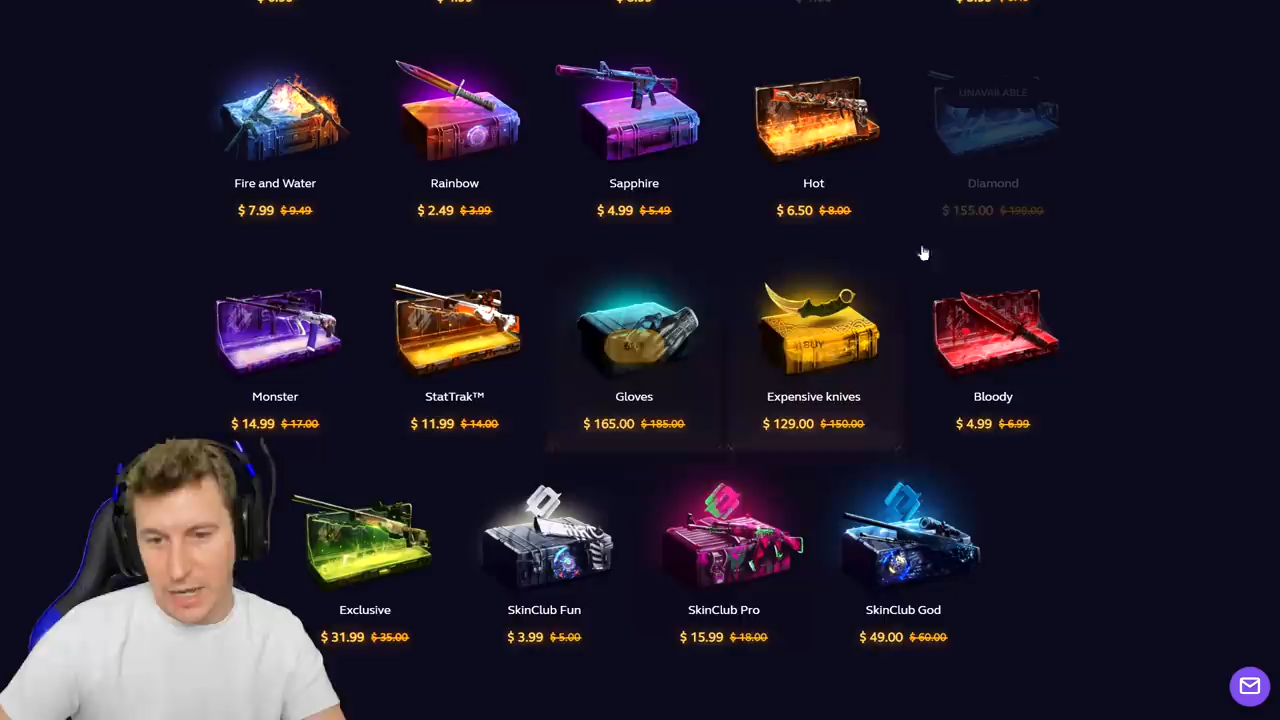 UNAVAILABLE
Fire and Water
Rainbow
Sapphire
Hot
Diamond
$ 7.99 $ 9.49
$ 2.49 $ 3.99
$ 4.99 $ 5.49
$ 6.50 $ 8.00
$ 155.00 $ 198.00
BUY
Monster
StatTrak™
Gloves
Expensive knives
Bloody
$ 14.99 $ 17.00
$ 11.99 $ 14.00
$ 165.00 $ 185.00
$ 129.00 $ 150.00
$ 4.99 $ 6.99
Exclusive
SkinClub Fun
SkinClub Pro
SkinClub God
$ 31.99 $ 35.00
$ 3.99 $ 5.00
$ 15.99 $ 18.00
$ 49.00 $ 60.00